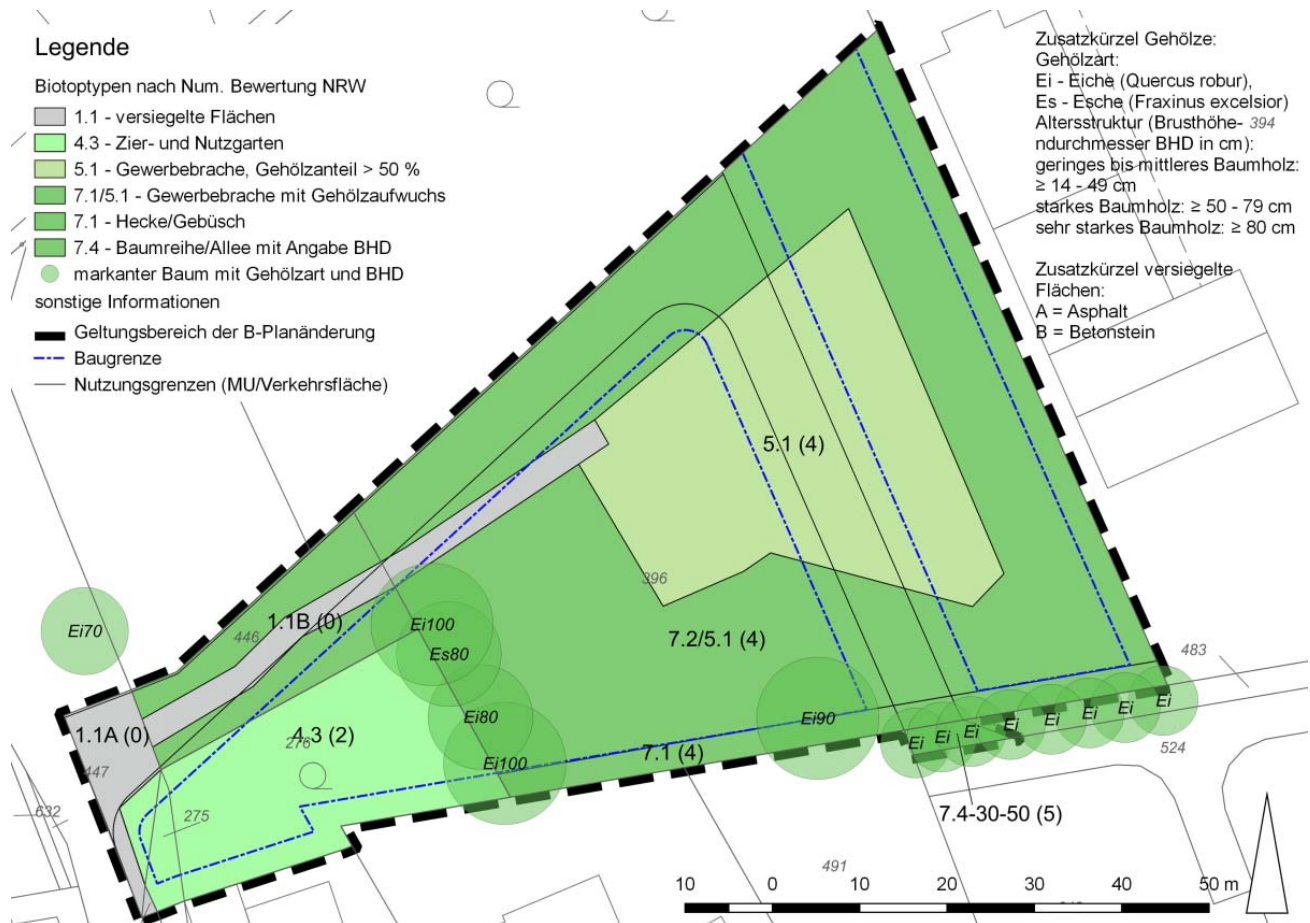 Legende
Biotoptypen nach Num. Bewertung NRW
1.1 - versiegelte Flächen
4.3 - Zier- und Nutzgarten
5.1 - Gewerbebrache, Gehölzanteil > 50 %
7.1/5.1 - Gewerbebrache mit Gehölzaufwuchs
7.1 - Hecke/Gebüsch
7.4 - Baumreihe/Allee mit Angabe BHD
markanter Baum mit Gehölzart und BHD
sonstige Informationen
Geltungsbereich der B-Planänderung
Baugrenze
Nutzungsgrenzen (MU/Verkehrsfläche)
Zusatzkürzel Gehölze:
Gehölzart:
Ei - Eiche (Quercus robur),
Es - Esche (Fraxinus excelsior)
Altersstruktur (Brusthöhe-
394
ndurchmesser BHD in cm):
geringes bis mittleres Baumholz:
≥ 14 - 49 cm
starkes Baumholz: ≥ 50 - 79 cm
sehr starkes Baumholz: ≥ 80 cm
Zusatzkürzel versiegelte
Flächen:
A = Asphalt
B = Betonstein
5.1 (4)
396
Ei70
446
1.1B (0)
Ei100
7.2/5.1 (4)
Es80
483
1.1A (0)
4.3 (2)
276
Ei80
Ei90
Ei
Ei
Ei
Ei
Ei
Ei
Ei
Ei
447
Ei100
7.1 (4)
524
632
275
7.4-30-50 (5)
491
10 0 10 20 30 40 50 m